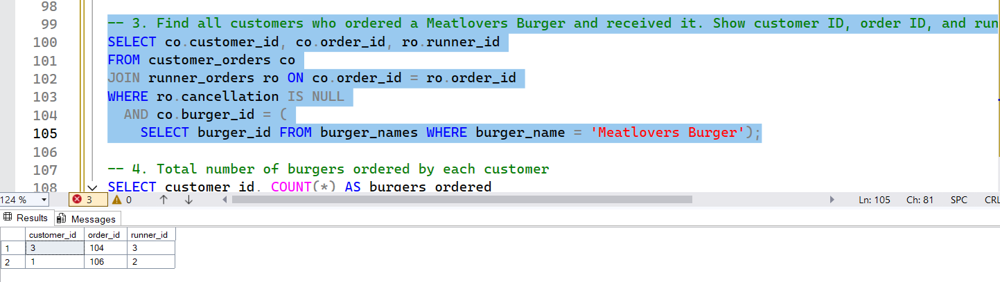 98
99 -- 3. Find all customers who ordered a Meatlovers Burger and received it. Show customer ID, order ID, and run
100 SELECT co.customer_id, co.order_id, ro.runner_id
101 FROM customer_orders co
102 JOIN runner_orders ro ON co.order_id = ro.order_id
103 WHERE ro.cancellation IS NULL
104 AND co.burger_id = (
105 SELECT burger_id FROM burger_names WHERE burger_name = 'Meatlovers Burger');
106
107 -- 4. Total number of burgers ordered by each customer
108 SELECT customer_id, COUNT(*) AS burgers_ordered
124 % 3 0 Ln: 105 Ch: 81 SPC CRL
Results Messages
customer_id order_id runner_id
1 3 104 3
2 1 106 2